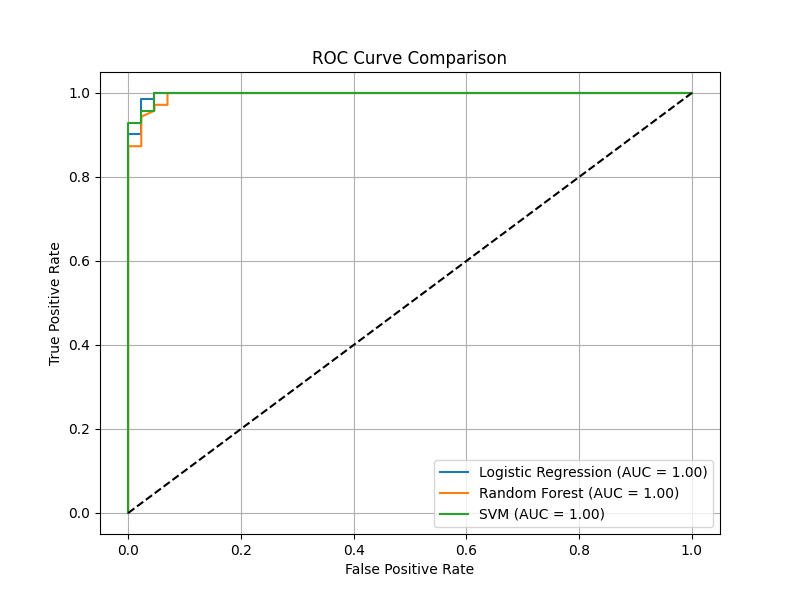 ROC Curve Comparison
True Positive Rate
1.0
0.8
0.6
0.4
0.2
0.0
Logistic Regression (AUC = 1.00)
Random Forest (AUC = 1.00)
SVM (AUC = 1.00)
0.0 0.2 0.4 0.6 0.8 1.0
False Positive Rate